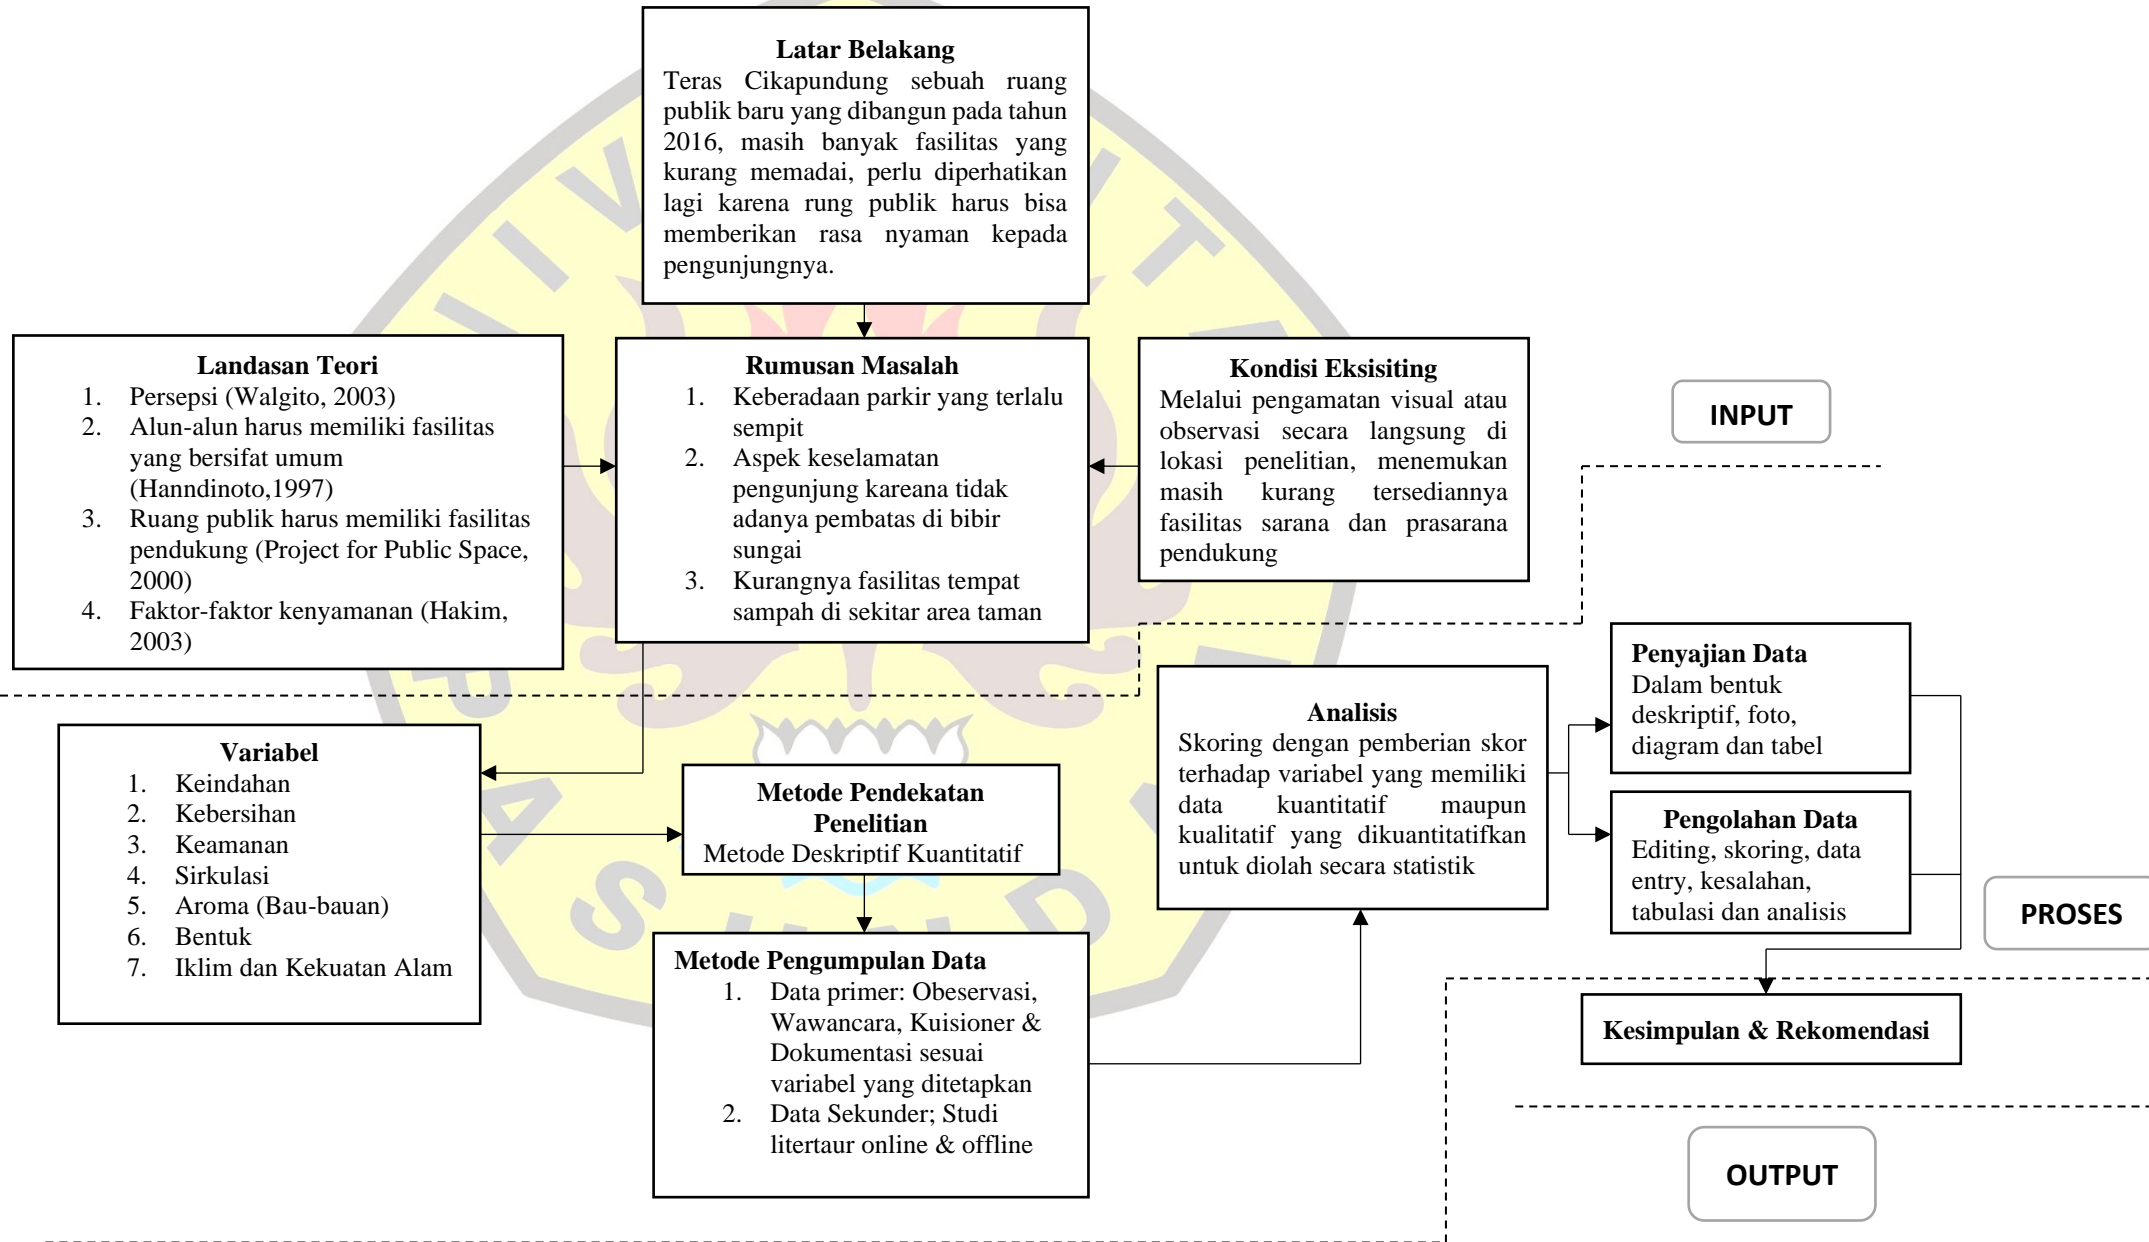 Latar Belakang
Teras Cikapundung sebuah ruang
publik baru yang dibangun pada tahun
2016, masih banyak fasilitas yang
kurang memadai, perlu diperhatikan
lagi karena rung publik harus bisa
memberikan rasa nyaman kepada
pengunjungnya.
Landasan Teori
1. Persepsi (Walgito, 2003)
2. Alun-alun harus memiliki fasilitas
yang bersifat umum
(Hanndinoto,1997)
3. Ruang publik harus memiliki fasilitas
pendukung (Project for Public Space,
2000)
4. Faktor-faktor kenyamanan (Hakim,
2003)
Rumusan Masalah
1. Keberadaan parkir yang terlalu
sempit
2. Aspek keselamatan
pengunjung kareana tidak
adanya pembatas di bibir
sungai
3. Kurangnya fasilitas tempat
sampah di sekitar area taman
Kondisi Eksisiting
Melalui pengamatan visual atau
observasi secara langsung di
lokasi penelitian, menemukan
masih kurang tersediannya
fasilitas sarana dan prasarana
pendukung
INPUT
Variabel
1. Keindahan
2. Kebersihan
3. Keamanan
4. Sirkulasi
5. Aroma (Bau-bauan)
6. Bentuk
7. Iklim dan Kekuatan Alam
Metode Pendekatan
Penelitian
Metode Deskriptif Kuantitatif
Metode Pengumpulan Data
1. Data primer: Obeservasi,
Wawancara, Kuisioner &
Dokumentasi sesuai
variabel yang ditetapkan
2. Data Sekunder; Studi
litertaur online & offline
Analisis
Skoring dengan pemberian skor
terhadap variabel yang memiliki
data kuantitatif maupun
kualitatif yang dikuantitatifkan
untuk diolah secara statistik
Penyajian Data
Dalam bentuk
deskriptif, foto,
diagram dan tabel
Pengolahan Data
Editing, skoring, data
entry, kesalahan,
tabulasi dan analisis
PROSES
Kesimpulan & Rekomendasi
OUTPUT